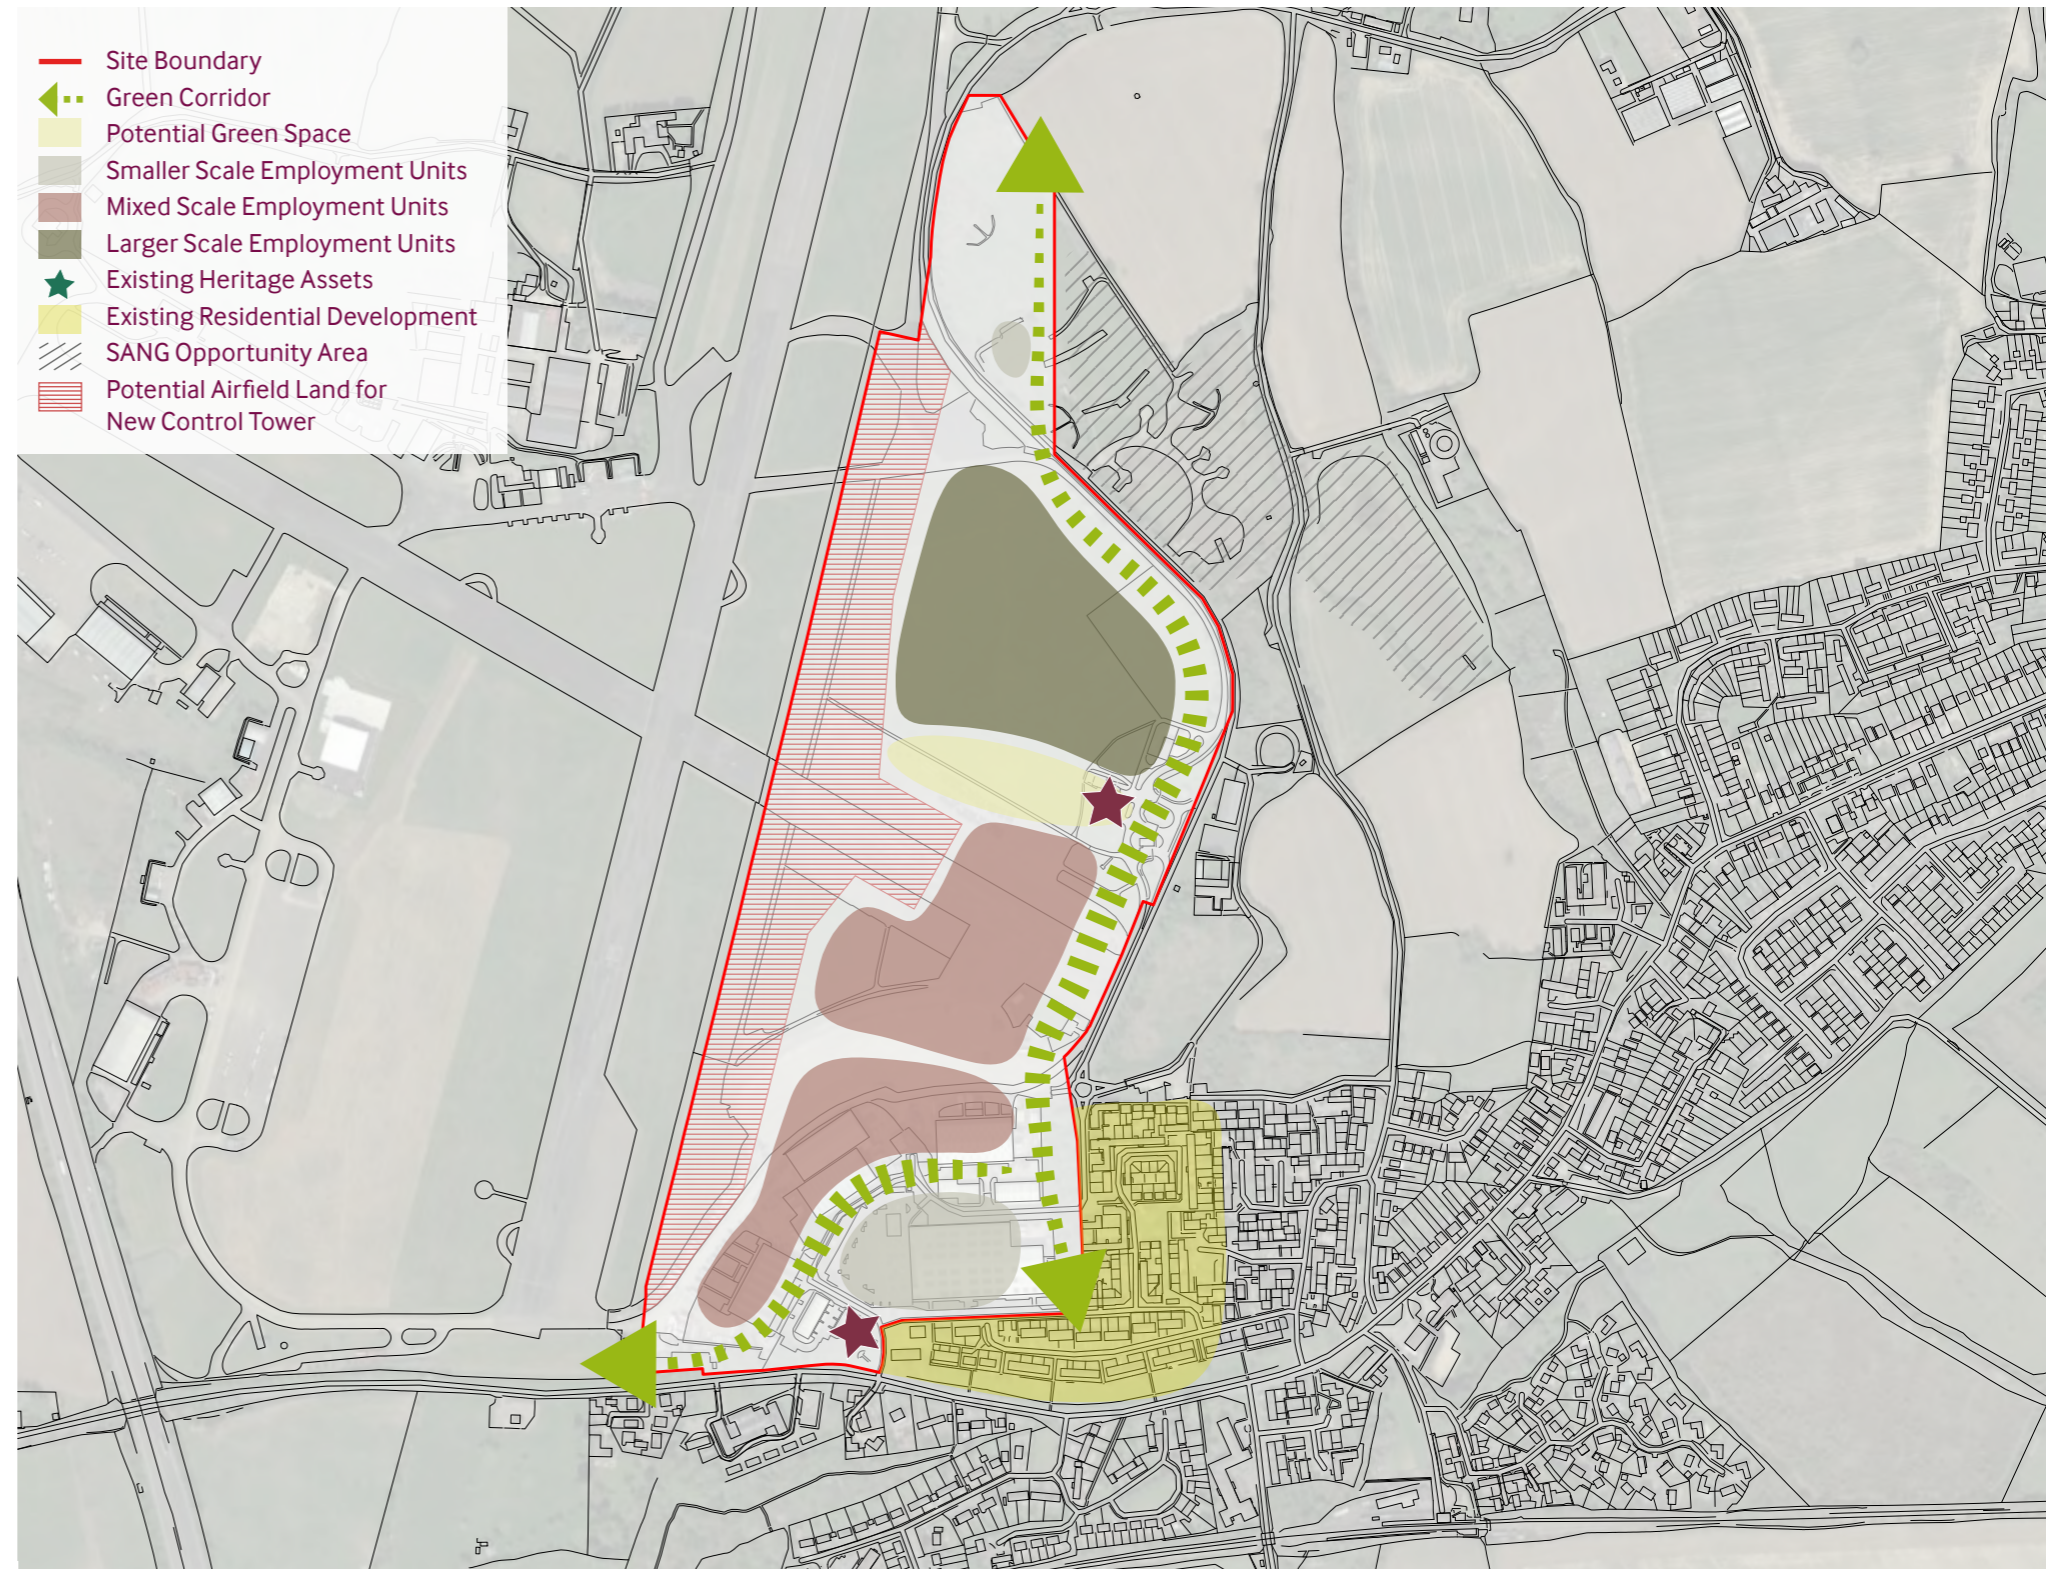 Site Boundary
Green Corridor
Potential Green Space
Smaller Scale Employment Units
Mixed Scale Employment Units
Larger Scale Employment Units
Existing Heritage Assets
Existing Residential Development
SANG Opportunity Area
Potential Airfield Land for
New Control Tower